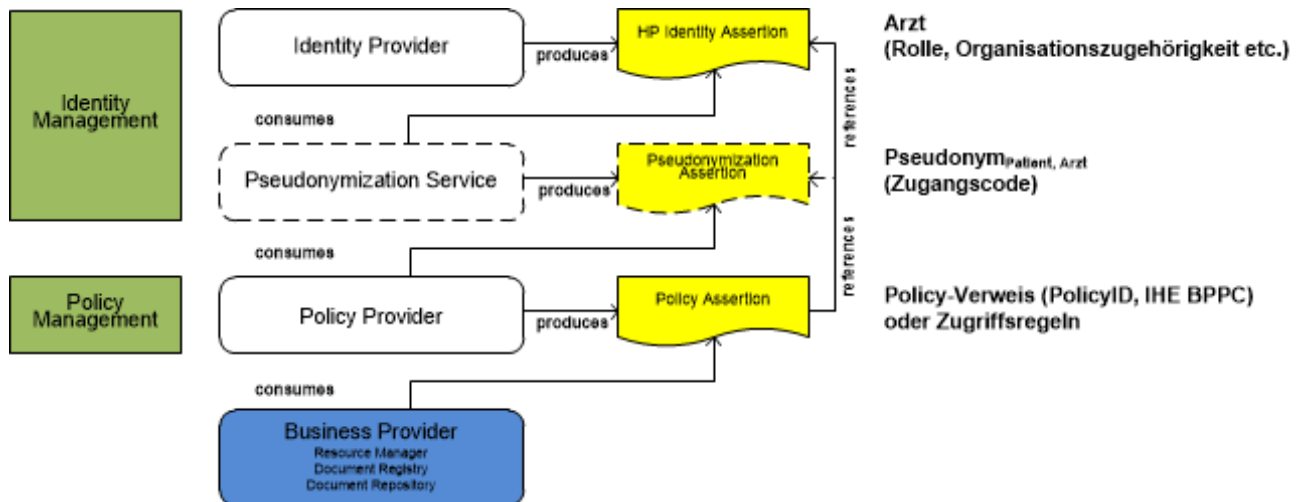 Identity Provider
produces
HP Identity Assertion
Arzt
(Rolle, Organisationszugehörigkeit etc.)
Identity
Management
consumes
references
Pseudonymization Service
produces
Pseudonymization
Assertion
Pseudonym Patient, Arzt
(Zugangscode)
consumes
references
Policy
Management
Policy Provider
produces
Policy Assertion
Policy-Verweis (PolicyID, IHE BPPC)
oder Zugriffsregeln
consumes
Business Provider
Resource Manager
Document Registry
Document Repository